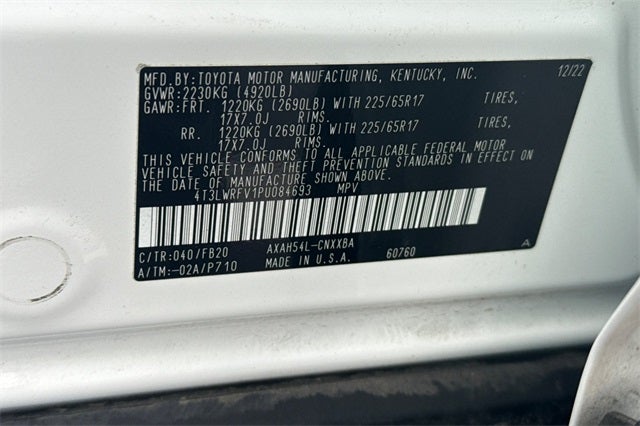 MFD.BY:TOYOTA MOTOR MANUFACTURING, KENTUCKY, INC. 12/22
GVWR:2230KG (4920LB)
GAWR:FRT. 1220KG (2690LB) WITH 225/65R17 TIRES,
17X7.0J RIMS.
RR. 1220KG (2690LB) WITH 225/65R17 TIRES,
17X7.0J RIMS.
THIS VEHICLE CONFORMS TO ALL APPLICABLE FEDERAL MOTOR
VEHICLE SAFETY AND THEFT PREVENTION STANDARDS IN EFFECT ON
THE DATE OF MANUFACTURE SHOWN ABOVE.
4T3LWRFV1PU084693 MPV
C/TR:040/FB20 AXAH54L-CNXXBA A
A/TM:-02A/P710 MADE IN U.S.A. 60760